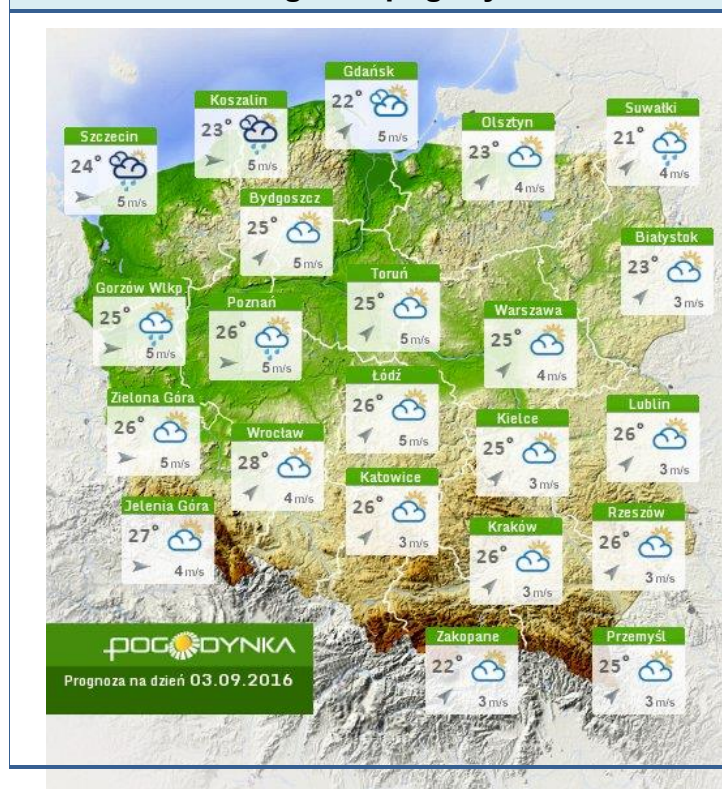 Gdańsk
22°
5 m/s
Koszalin
23°
5 m/s
Szczecin
24°
5 m/s
Olsztyn
23°
4 m/s
Suwałki
21°
4 m/s
Bydgoszcz
25°
5 m/s
Białystok
23°
3 m/s
Toruń
25°
5 m/s
Gorzów Wlkp
25°
5 m/s
Poznań
26°
5 m/s
Warszawa
25°
4 m/s
Łódź
26°
5 m/s
Zielona Góra
26°
5 m/s
Wrocław
28°
4 m/s
Kielce
25°
3 m/s
Lublin
26°
3 m/s
Katowice
26°
3 m/s
Jelenia Góra
27°
4 m/s
Kraków
26°
3 m/s
Rzeszów
26°
3 m/s
Zakopane
22°
3 m/s
Przemyśl
25°
3 m/s
POGODYNKA
Prognoza na dzień 03.09.2016